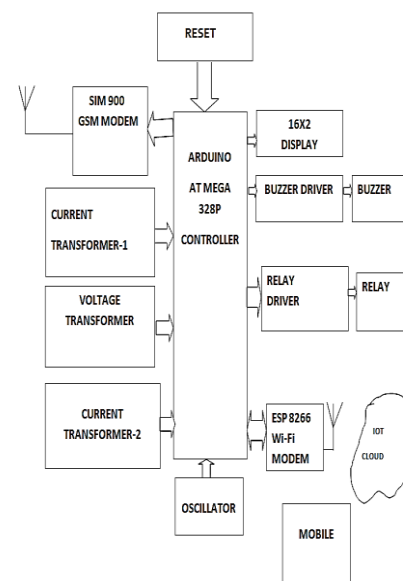 RESET
SIM 900
GSM MODEM
ARDUINO
AT MEGA
328P
CONTROLLER
16X2
DISPLAY
BUZZER DRIVER
BUZZER
CURRENT
TRANSFORMER-1
RELAY
DRIVER
RELAY
VOLTAGE
TRANSFORMER
CURRENT
TRANSFORMER-2
ESP 8266
Wi-Fi
MODEM
IOT
CLOUD
OSCILLATOR
MOBILE